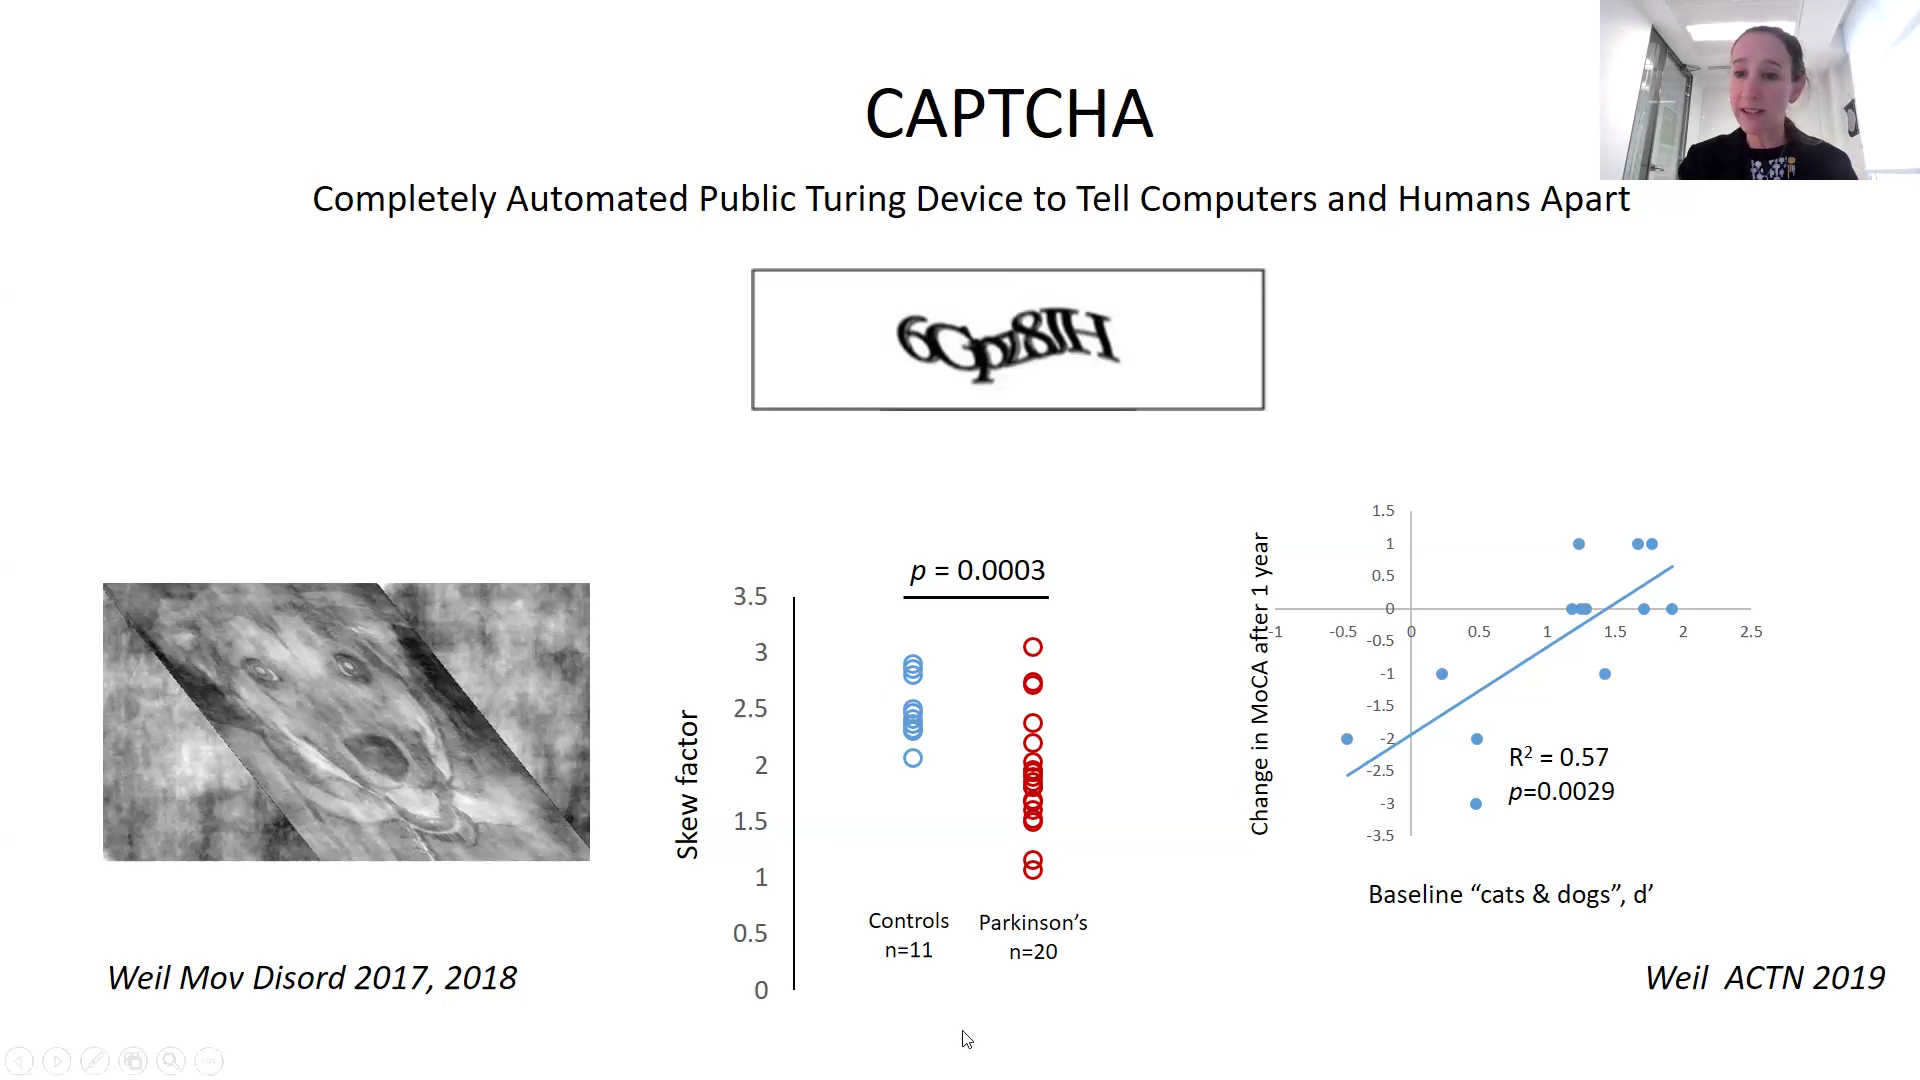 CAPTCHA
Completely Automated Public Turing Device to Tell Computers and Humans Apart
p = 0.0003
3.5
3
2.5
2
1.5
1
0.5
0
Skew factor
Controls
n=11
Parkinson’s
n=20
Change in MoCA after 1 year
1.5
1
0.5
0
-0.5
-1
-1.5
-2
-2.5
-3
-3.5
-1 -0.5 0 0.5 1 1.5 2 2.5
R² = 0.57
p=0.0029
Baseline “cats & dogs”, d’
Weil Mov Disord 2017, 2018
Weil ACTN 2019